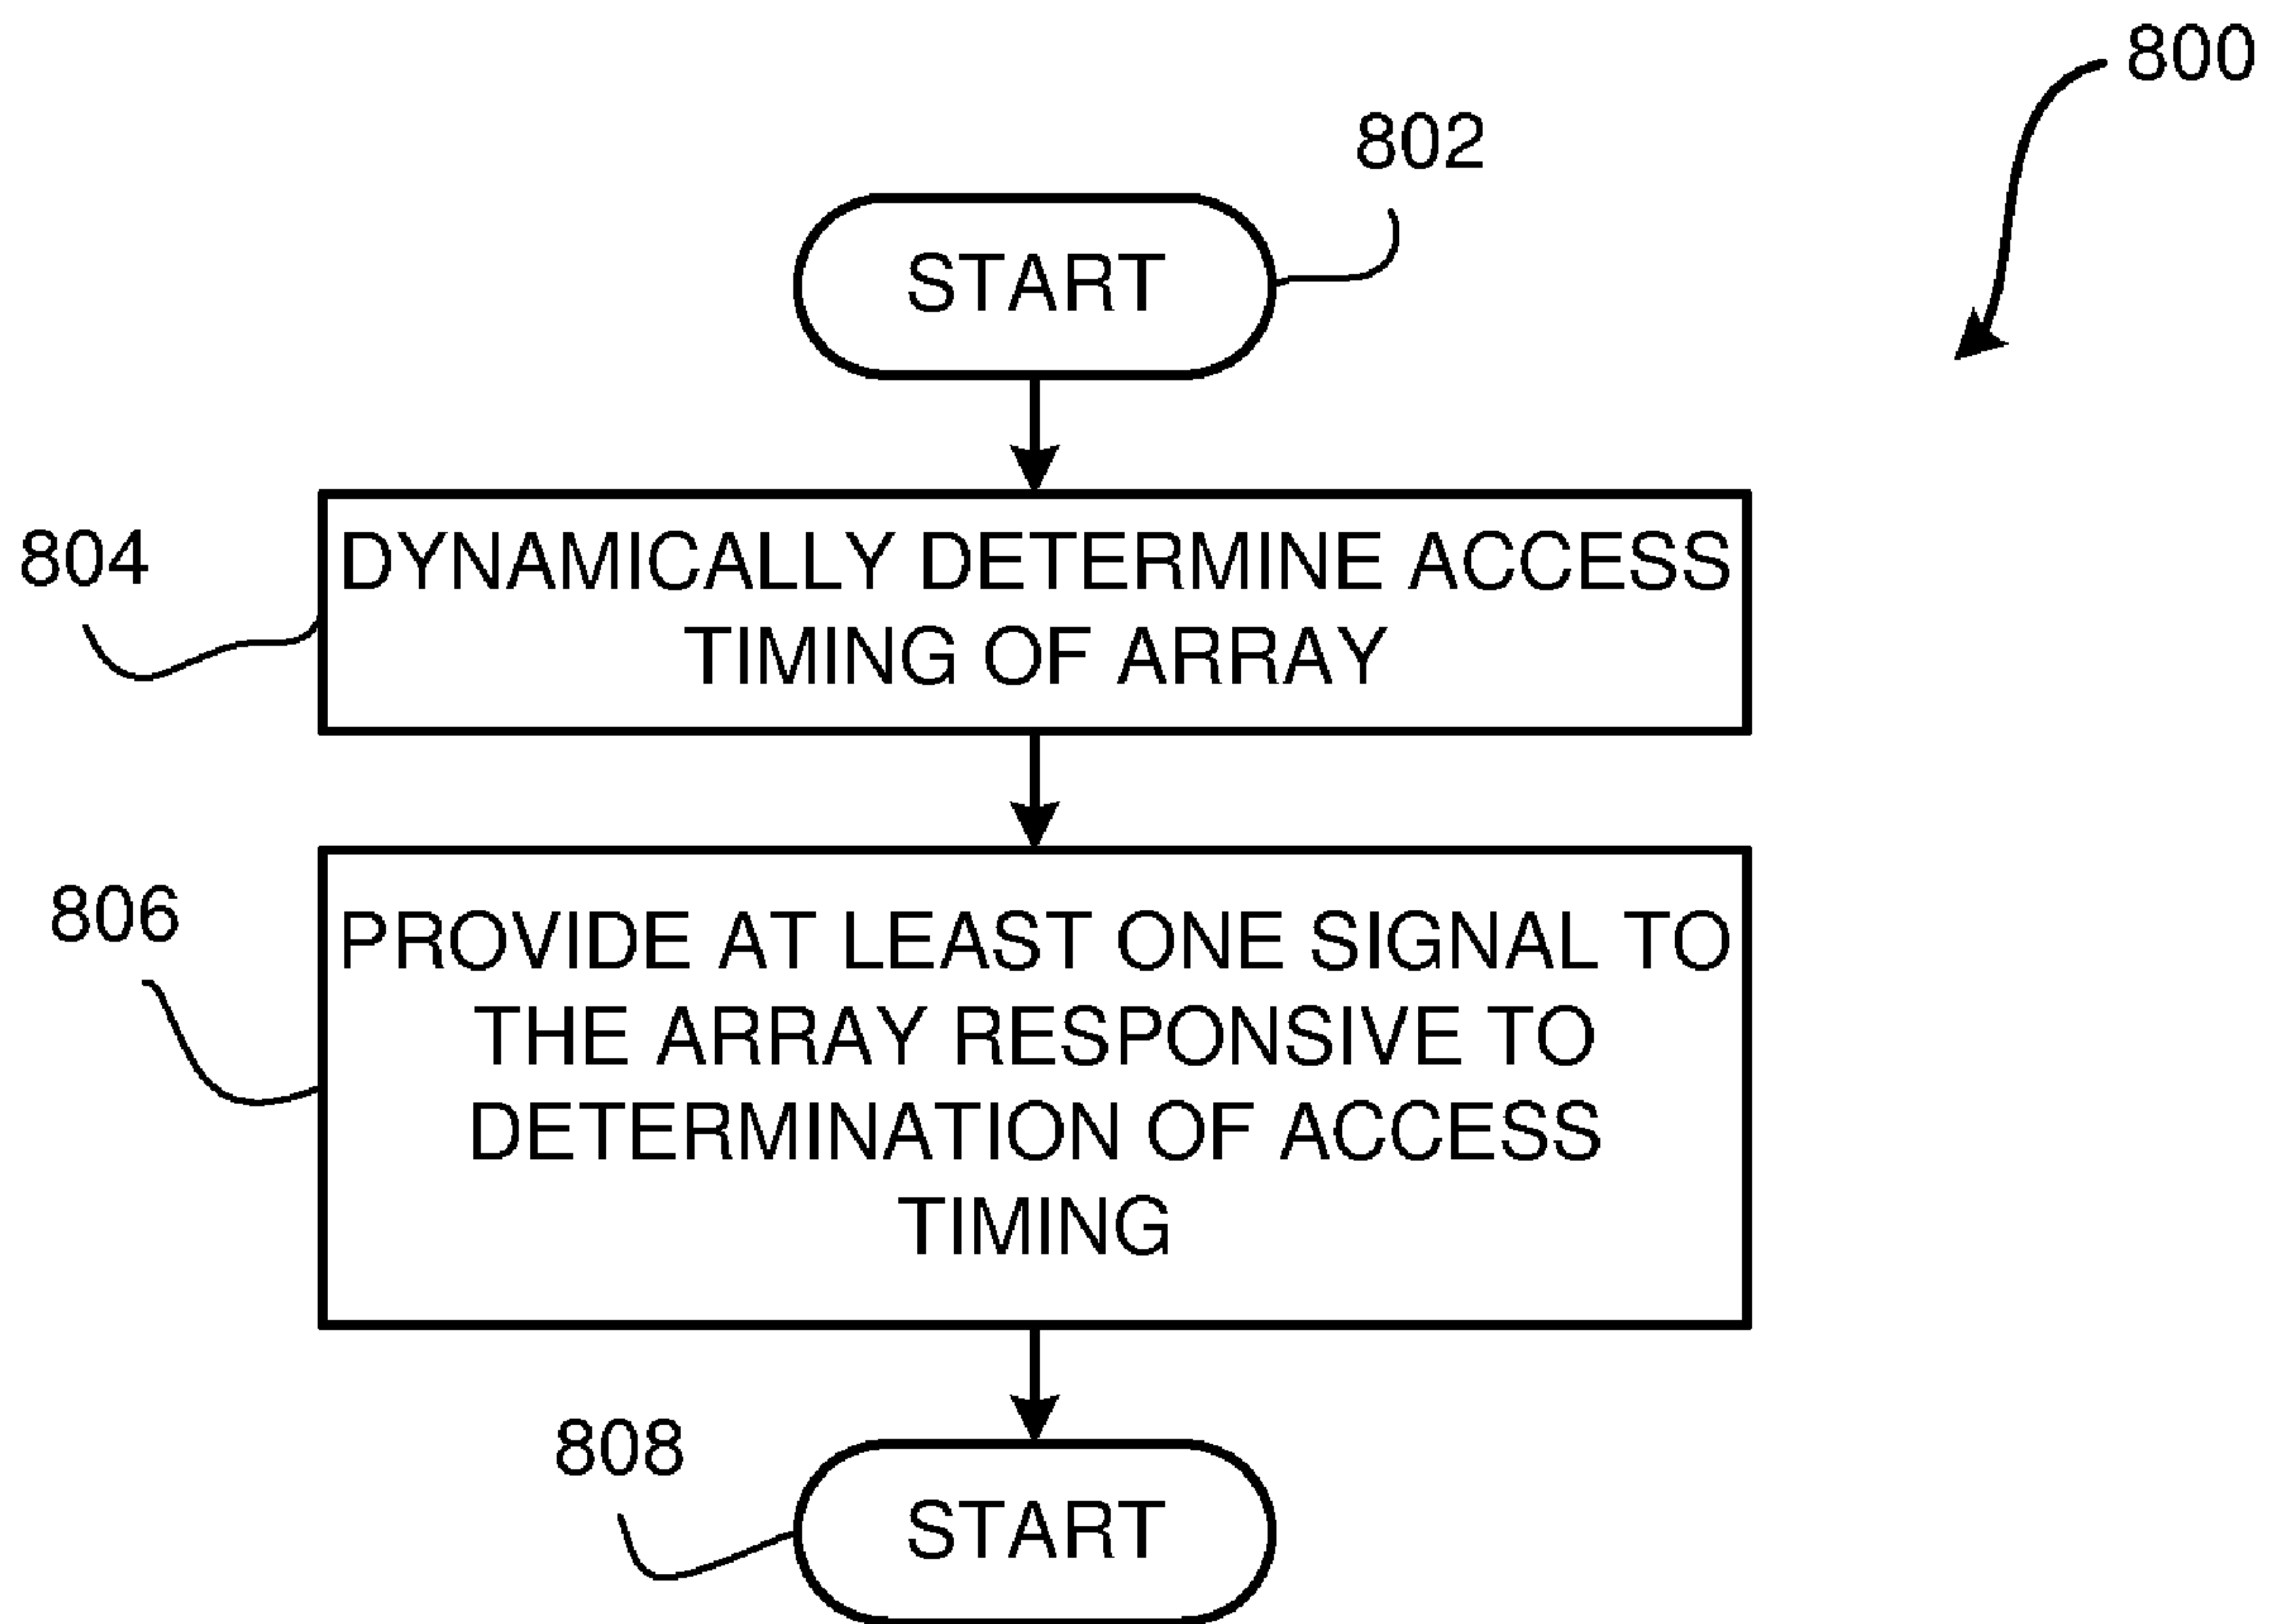 800
802
START
804
DYNAMICALLY DETERMINE ACCESS
TIMING OF ARRAY
806
PROVIDE AT LEAST ONE SIGNAL TO
THE ARRAY RESPONSIVE TO
DETERMINATION OF ACCESS
TIMING
808
START